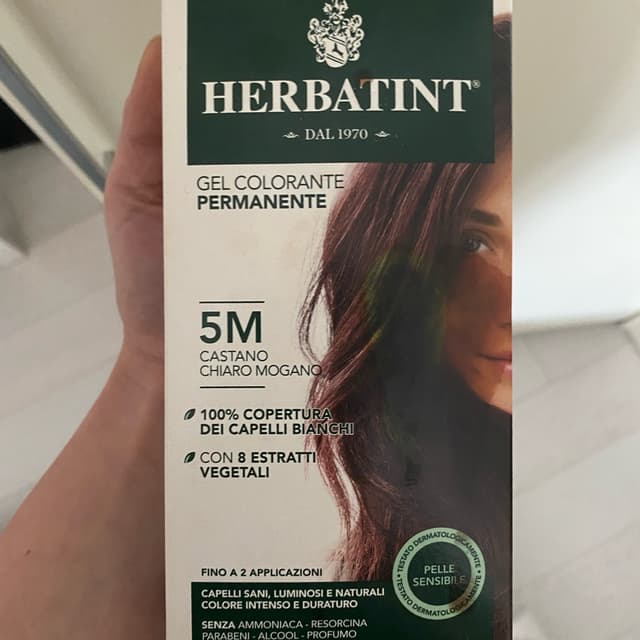 HERBATINT®
DAL 1970
GEL COLORANTE
PERMANENTE
5M
CASTANO
CHIARO MOGANO
100% COPERTURA
DEI CAPELLI BIANCHI
CON 8 ESTRATTI
VEGETALI
FINO A 2 APPLICAZIONI
CAPELLI SANI, LUMINOSI E NATURALI
COLORE INTENSO E DURATURO
SENZA AMMONIACA - RESORCINA
PARABENI - ALCOOL - PROFUMO
TESTATO DERMATOLOGICAMENTE
PELLE
SENSIBILE
TESTATO DERMATOLOGICAMENTE